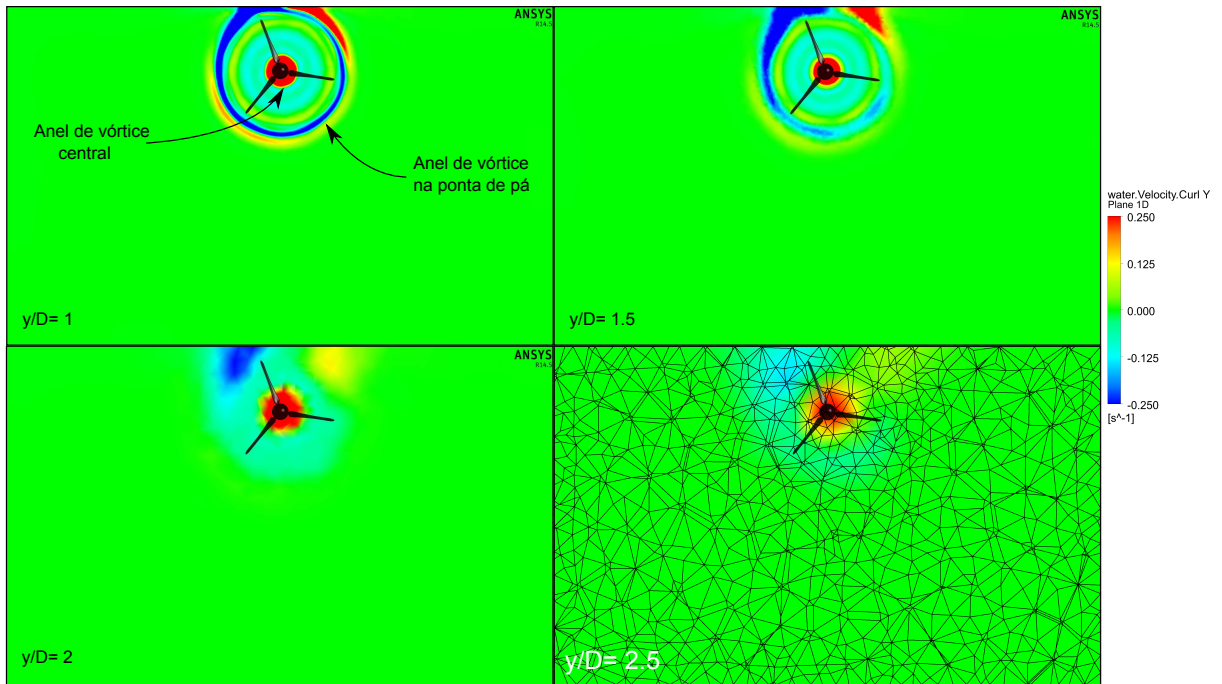 ANSYS
R14.5
Anel de vórtice
central
Anel de vórtice
na ponta de pá
y/D= 1
ANSYS
R14.5
y/D= 1.5
water.Velocity.Curl Y
Plane 1D
0.250
0.125
0.000
-0.125
-0.250
[s^-1]
ANSYS
R14.5
y/D= 2
y/D= 2.5